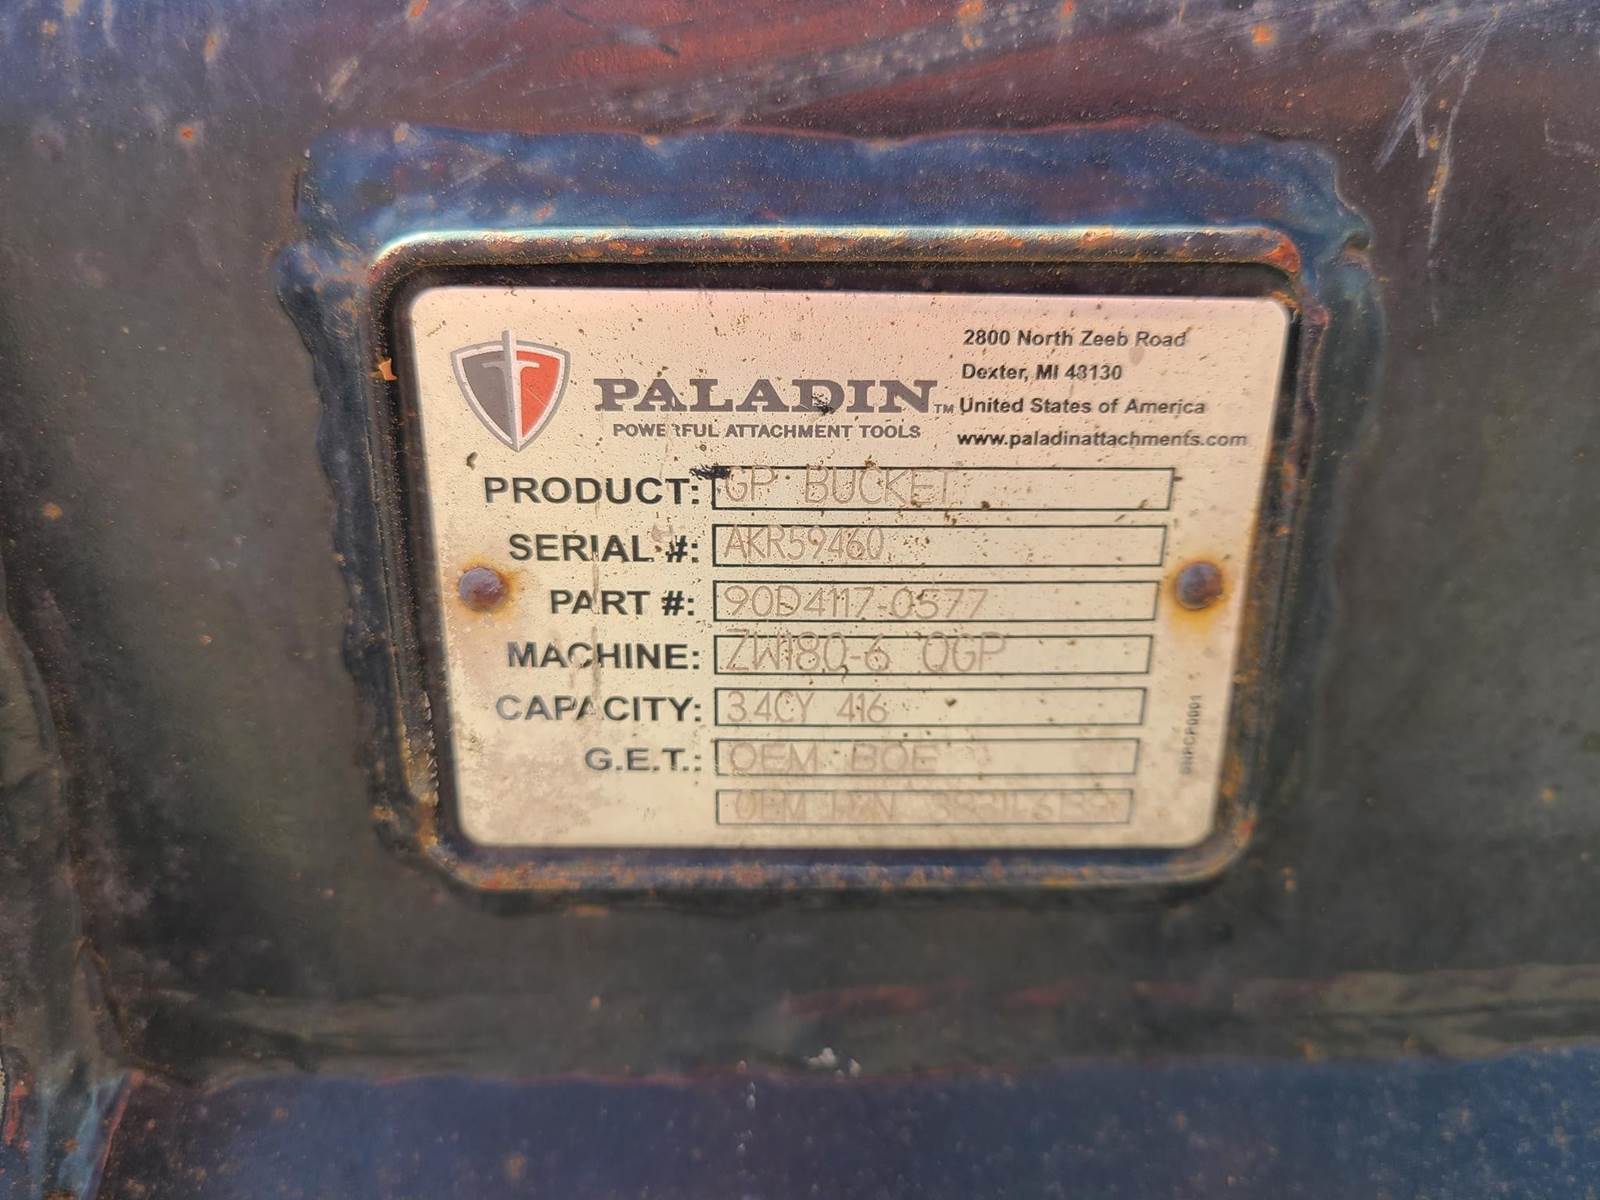 PALADIN™
POWERFUL ATTACHMENT TOOLS
2800 North Zeeb Road
Dexter, MI 48130
United States of America
www.paladinattachments.com
PRODUCT: GP BUCKET
SERIAL #: AKR59460
PART #: 90D4117-0577
MACHINE: ZW180-6 QGP
CAPACITY: 3.4CY 416
G.E.T.: OEM BOE
OEM